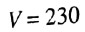 V = 230